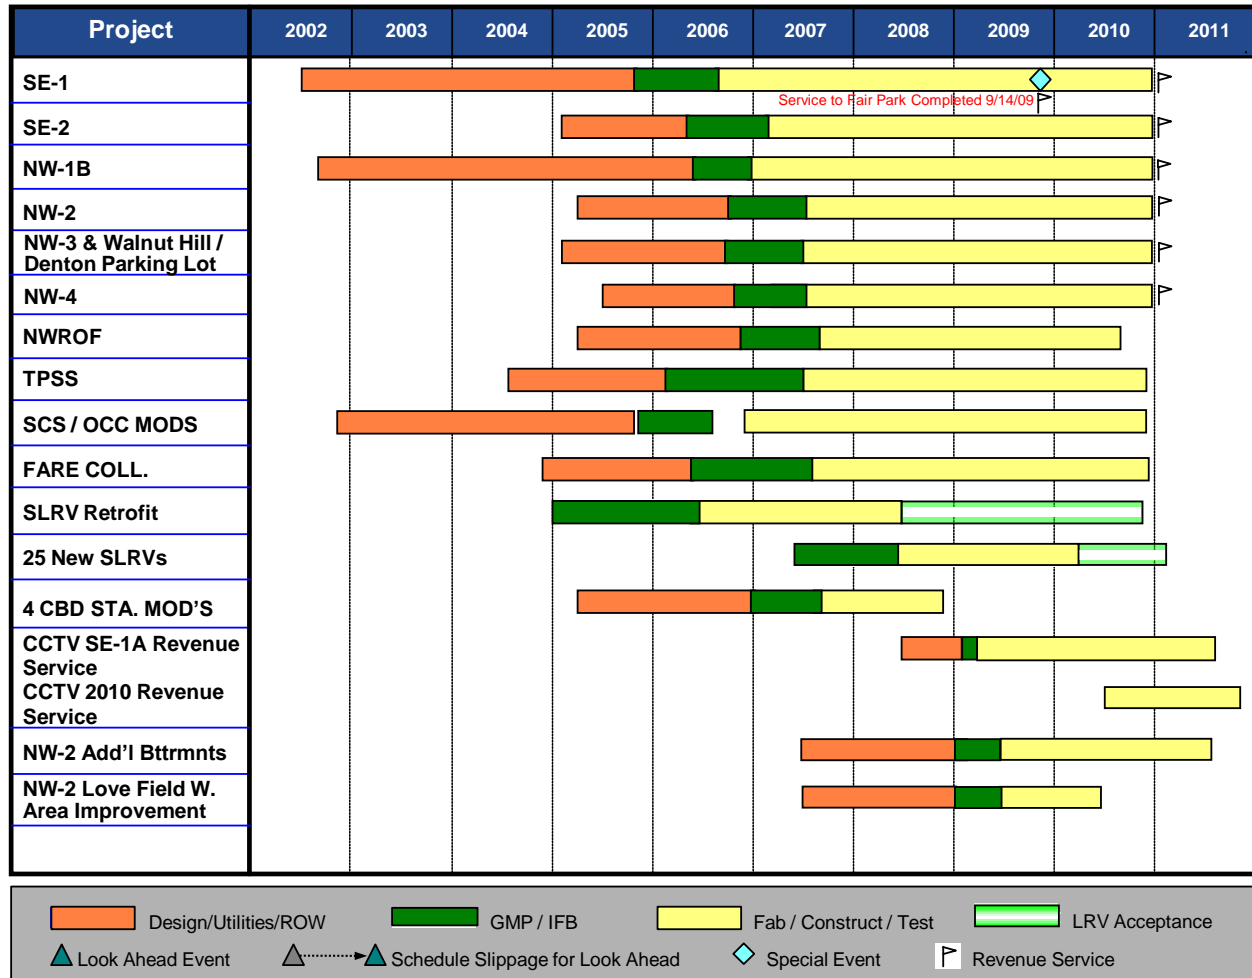 Project 2002 2003 2004 2005 2006 2007 2008 2009 2010 2011
SE-1
Service to Fair Park Completed 9/14/09
SE-2
NW-1B
NW-2
NW-3 & Walnut Hill /
Denton Parking Lot
NW-4
NWROF
TPSS
SCS / OCC MODS
FARE COLL.
SLRV Retrofit
25 New SLRVs
4 CBD STA. MOD'S
CCTV SE-1A Revenue
Service
CCTV 2010 Revenue
Service
NW-2 Add'l Bttrmnts
NW-2 Love Field W.
Area Improvement
Design/Utilities/ROW GMP / IFB Fab / Construct / Test LRV Acceptance
Look Ahead Event Schedule Slippage for Look Ahead Special Event Revenue Service